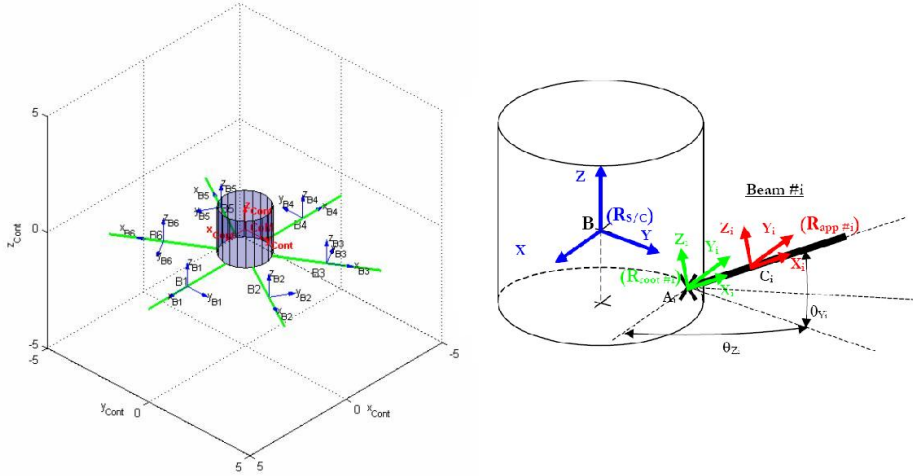 5
0
-5
-5
0
5
5
0
-5
z_Cont
y_Cont
x_Cont
z_Cont
x_Cont
x_B5
z_B5
y_B5
B5
y_B4
z_B4
x_B4
B4
x_B6
z_B6
B6
y_B6
z_B3
y_B3
B3
x_B3
z_B1
B1
x_B1
y_B1
z_B2
B2
y_B2
x_B2
Z
B
(R_S/C)
X
Y
Beam #i
Z_i
Y_i
(R_app #i)
X_i
C_i
Z_i
Y_i
(R_root #i)
X_i
A_i
θ_Yi
θ_Zi